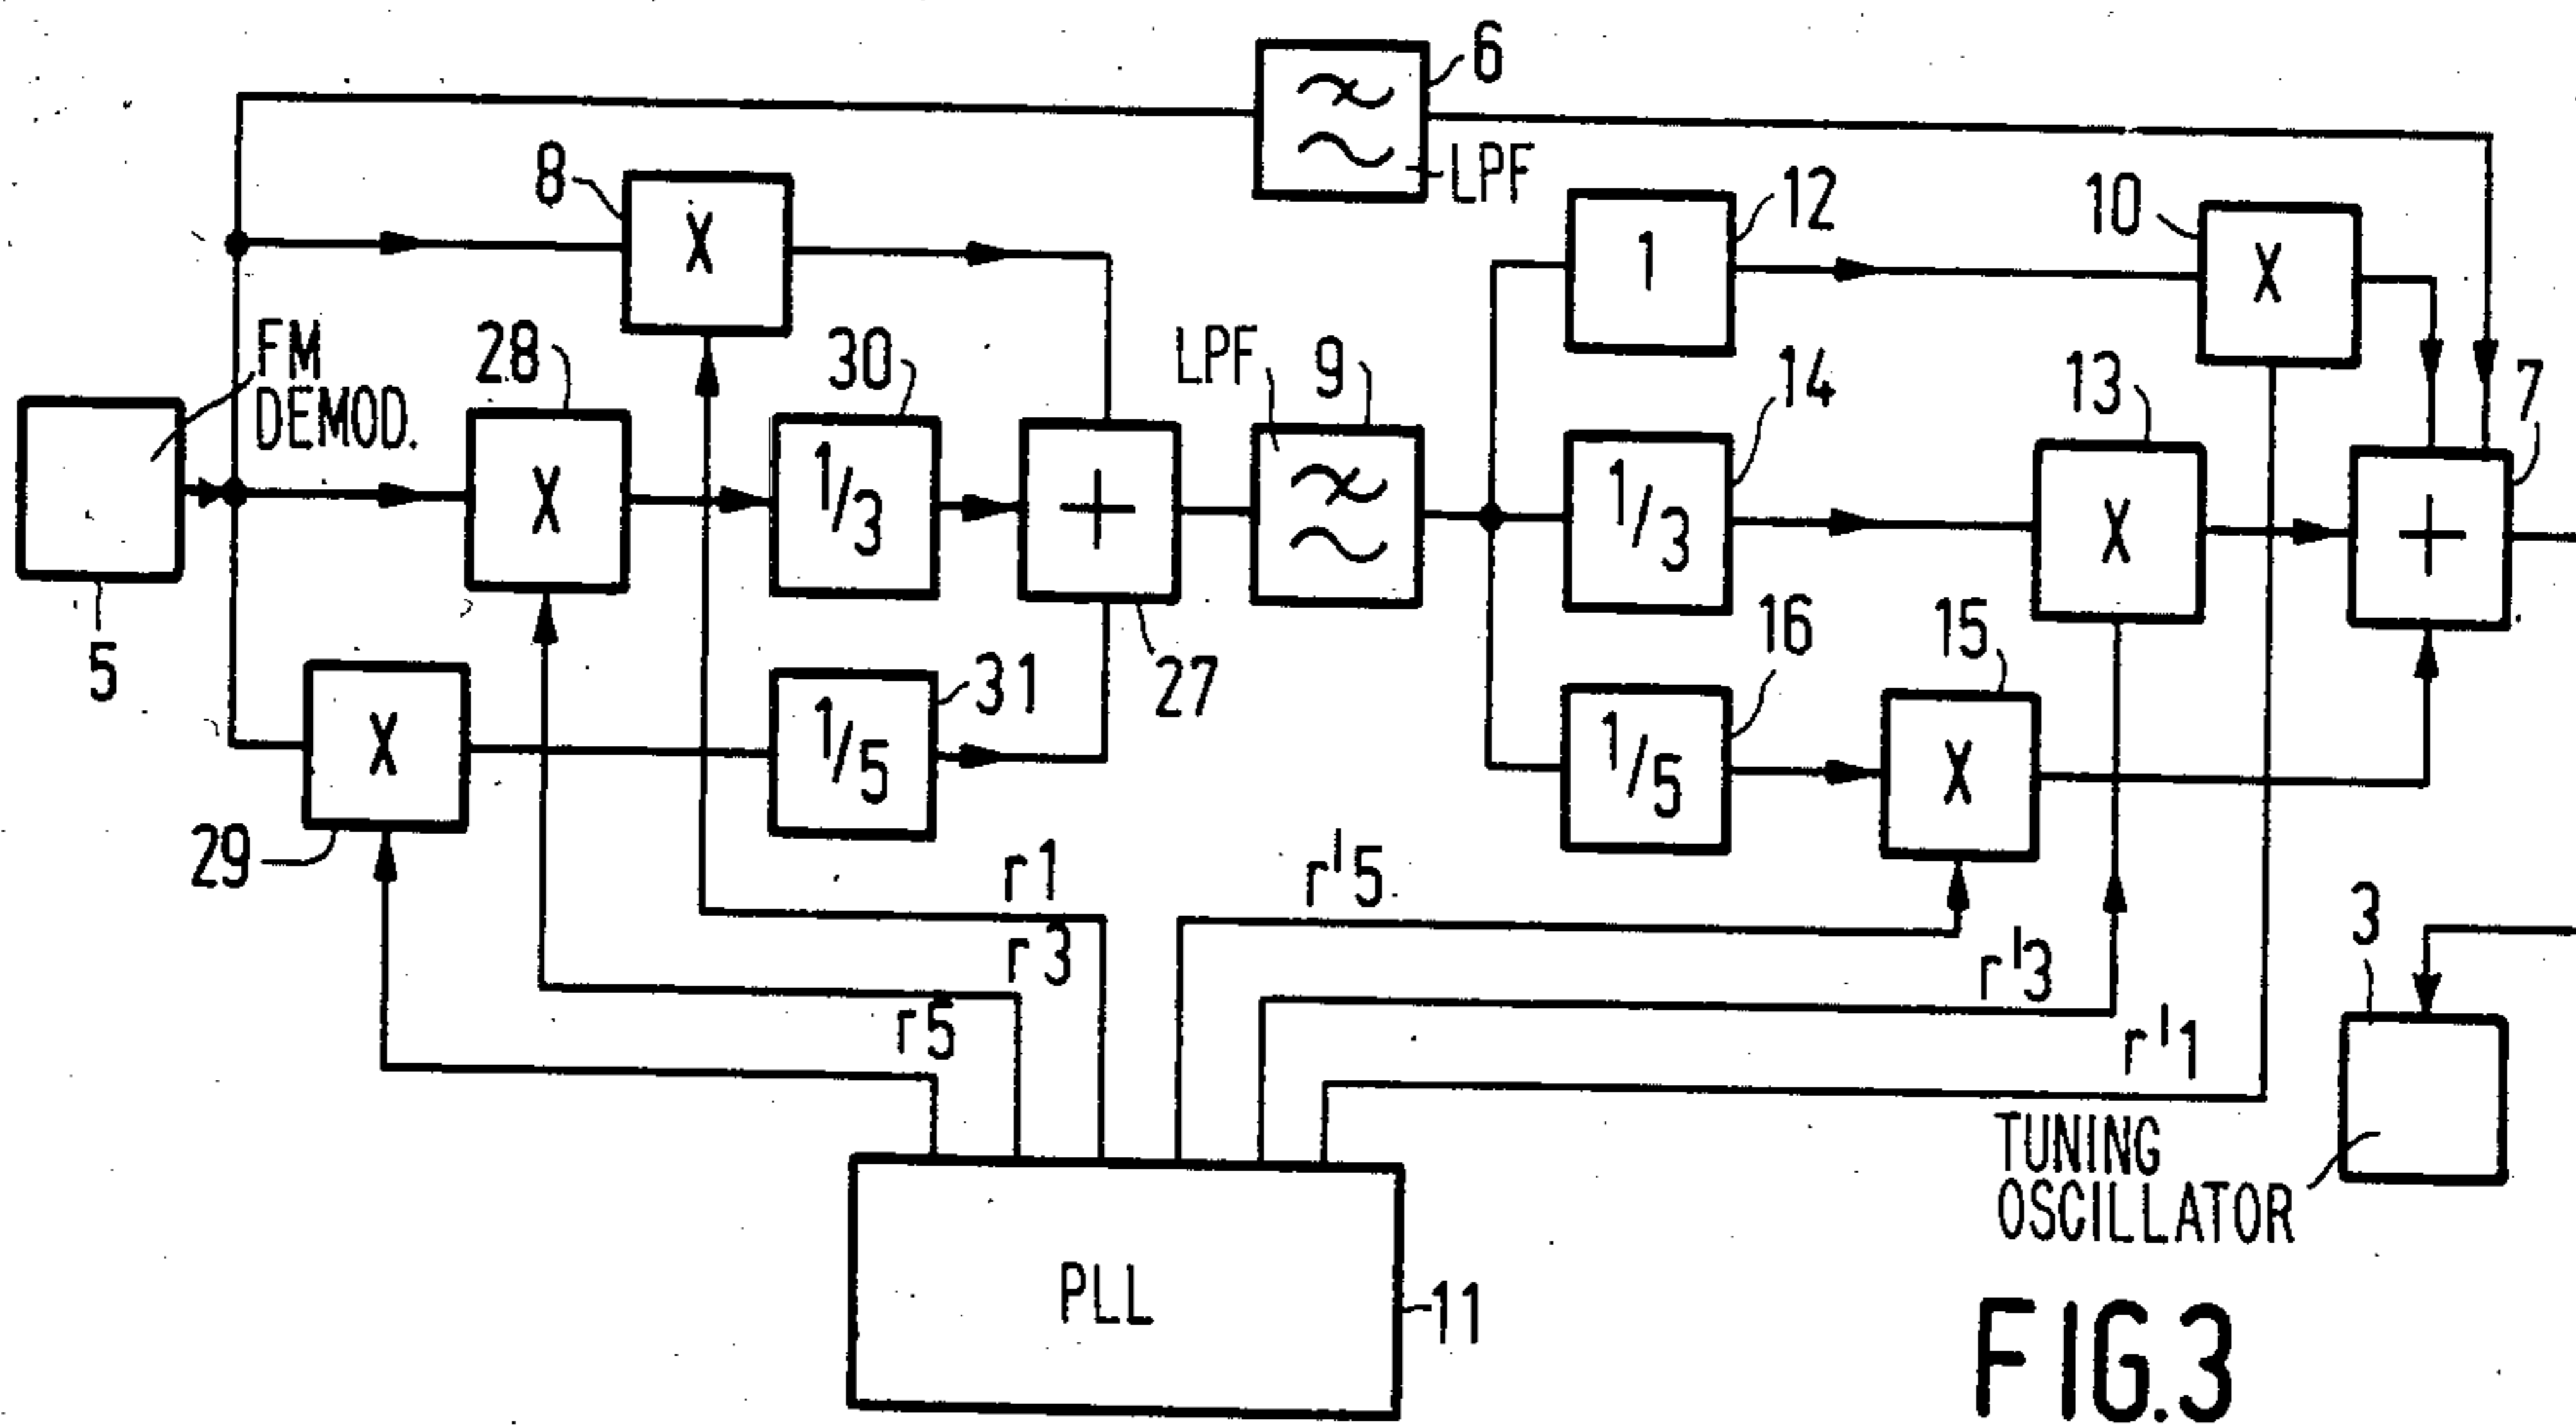 6
LPF
8
X
12
1
10
X
FM
DEMOD.
28
X
30
1/3
LPF
9
14
1/3
13
X
7
+
5
+
27
29
X
31
1/5
16
1/5
15
X
r1
r3
r5
r'5
r'3
r'1
3
TUNING
OSCILLATOR
PLL
11
FIG.3